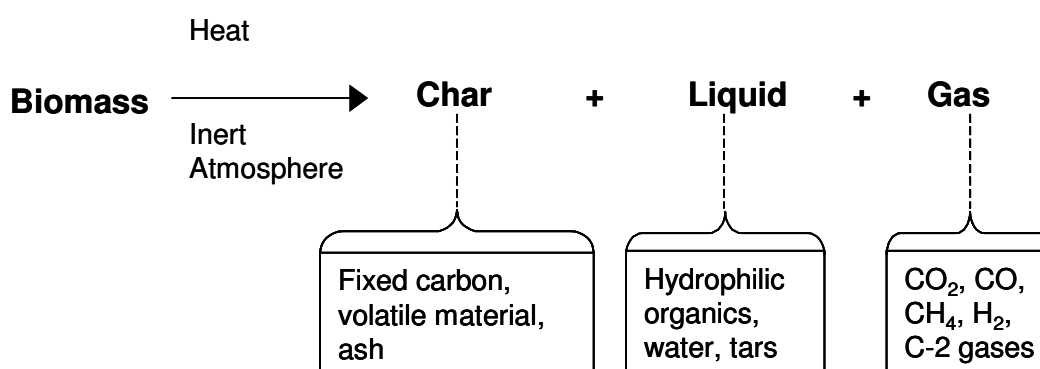 Heat
Biomass
Char + Liquid + Gas
Inert
Atmosphere
Fixed carbon,
volatile material,
ash
Hydrophilic
organics,
water, tars
CO₂, CO,
CH₄, H₂,
C-2 gases